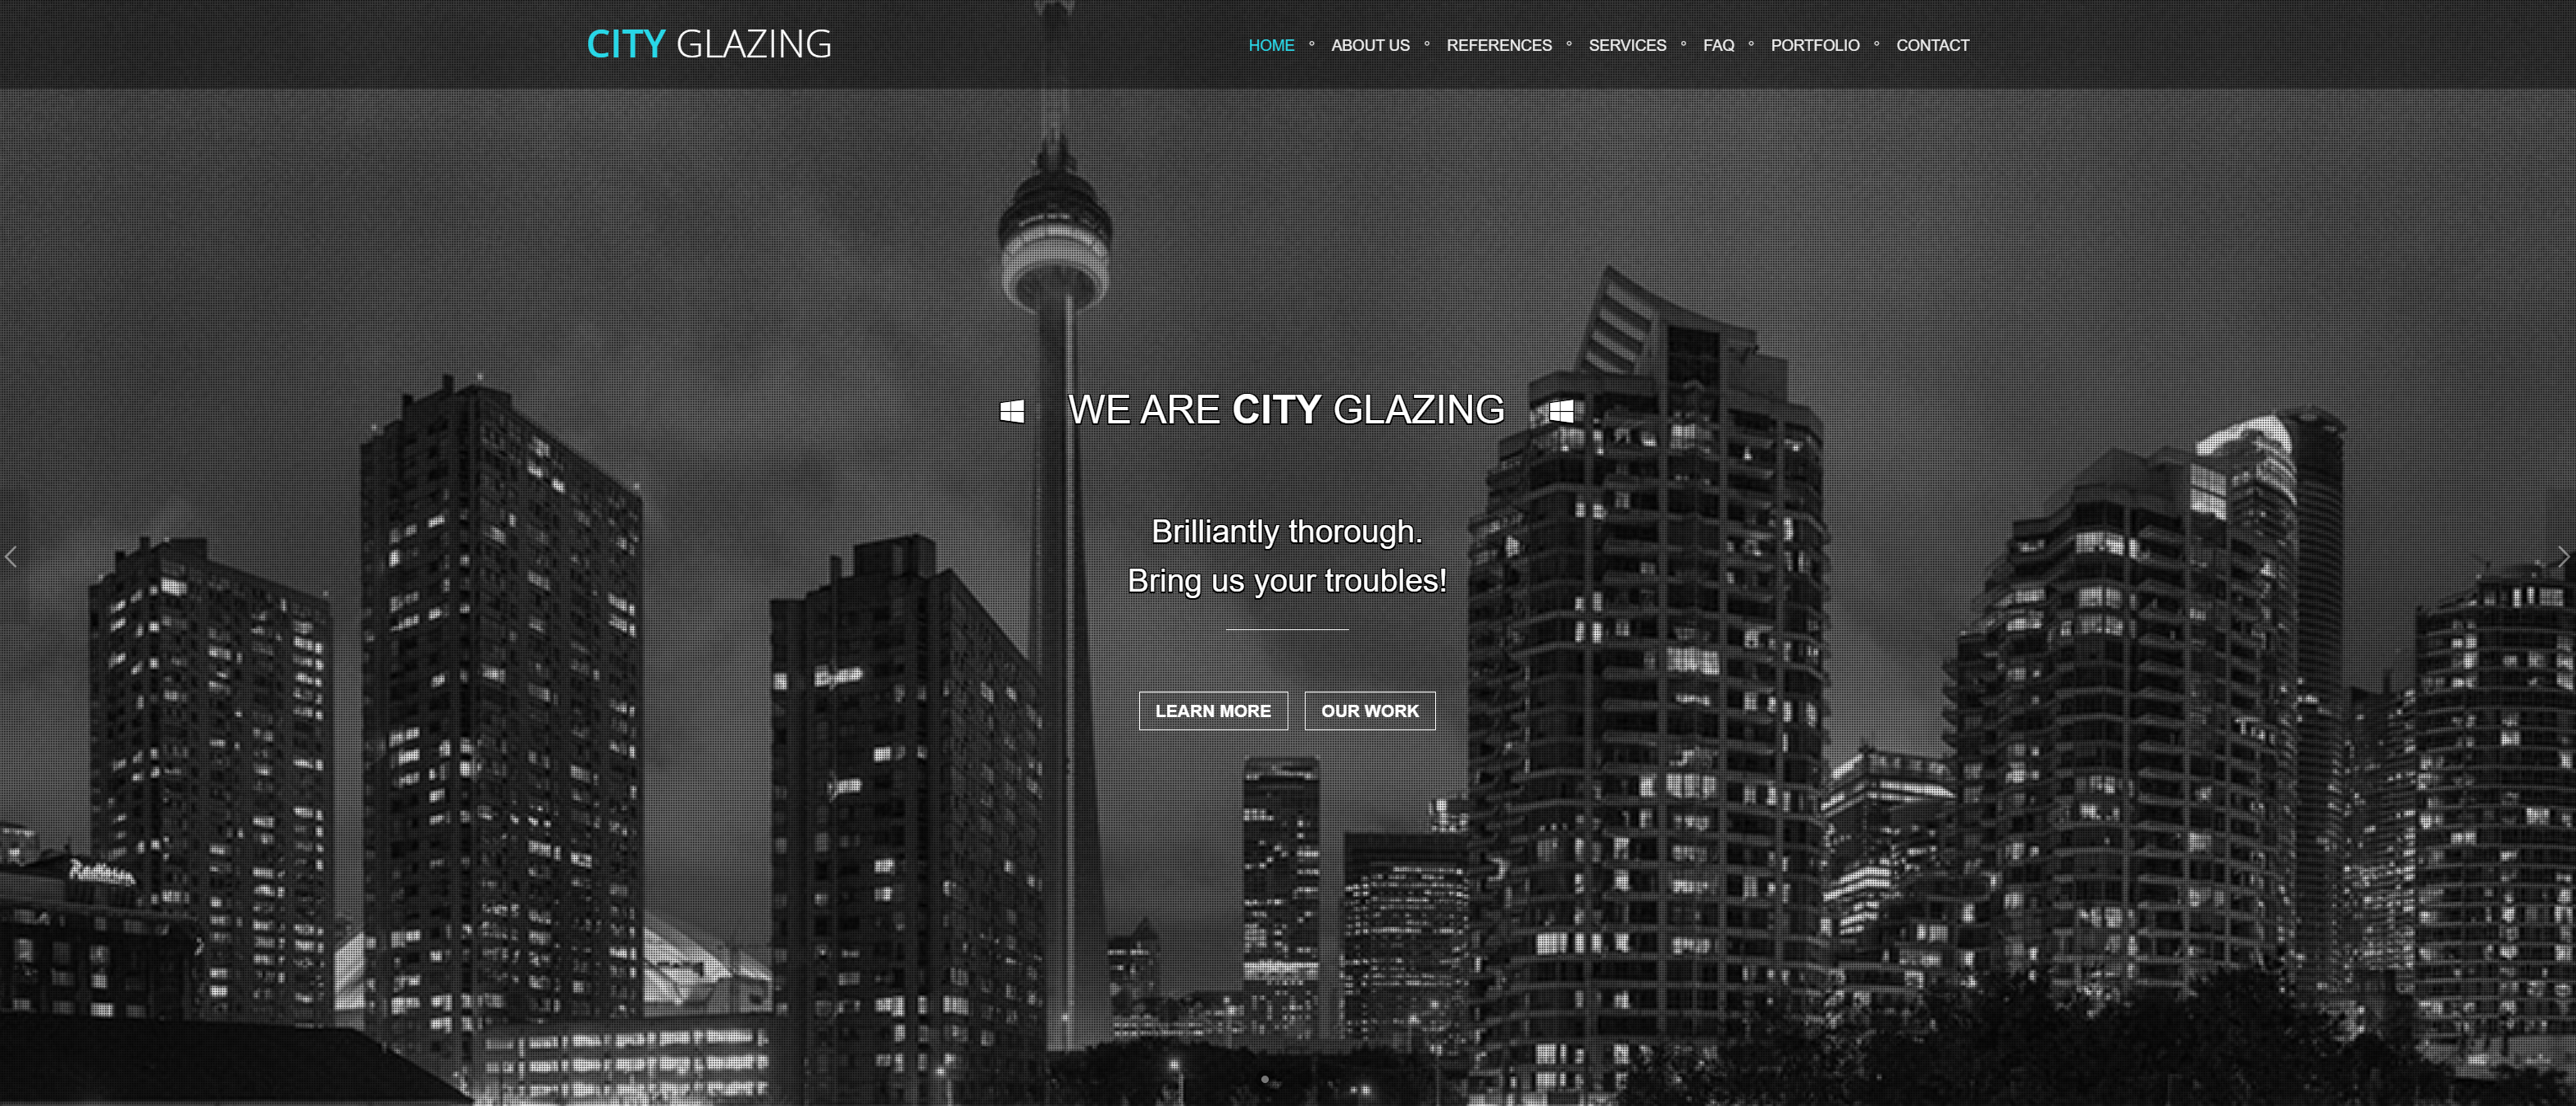 CITY GLAZING
HOME ABOUT US REFERENCES SERVICES FAQ PORTFOLIO CONTACT
WE ARE CITY GLAZING
Brilliantly thorough.
Bring us your troubles!
LEARN MORE OUR WORK
Radisson